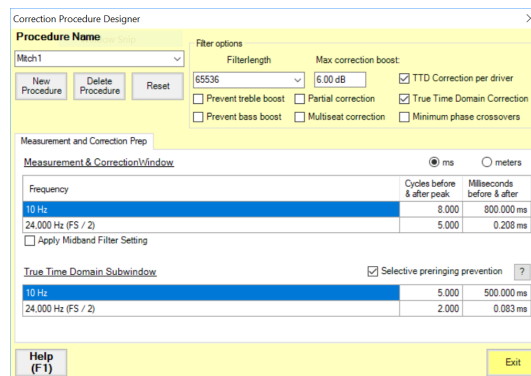 Correction Procedure Designer
Procedure Name
Mitch1
New Procedure
Delete Procedure
Reset
Filter options
Filterlength
Max correction boost:
65536
6.00 dB
TTD Correction per driver
Prevent treble boost
Partial correction
True Time Domain Correction
Prevent bass boost
Multiseat correction
Minimum phase crossovers
Measurement and Correction Prep
Measurement & CorrectionWindow
ms
meters
Frequency
Cycles before & after peak
Milliseconds before & after
10 Hz 8.000 800.000 ms
24,000 Hz (FS / 2) 5.000 0.208 ms
Apply Midband Filter Setting
True Time Domain Subwindow
Selective preringing prevention
?
10 Hz 5.000 500.000 ms
24,000 Hz (FS / 2) 2.000 0.083 ms
Help (F1)
Exit